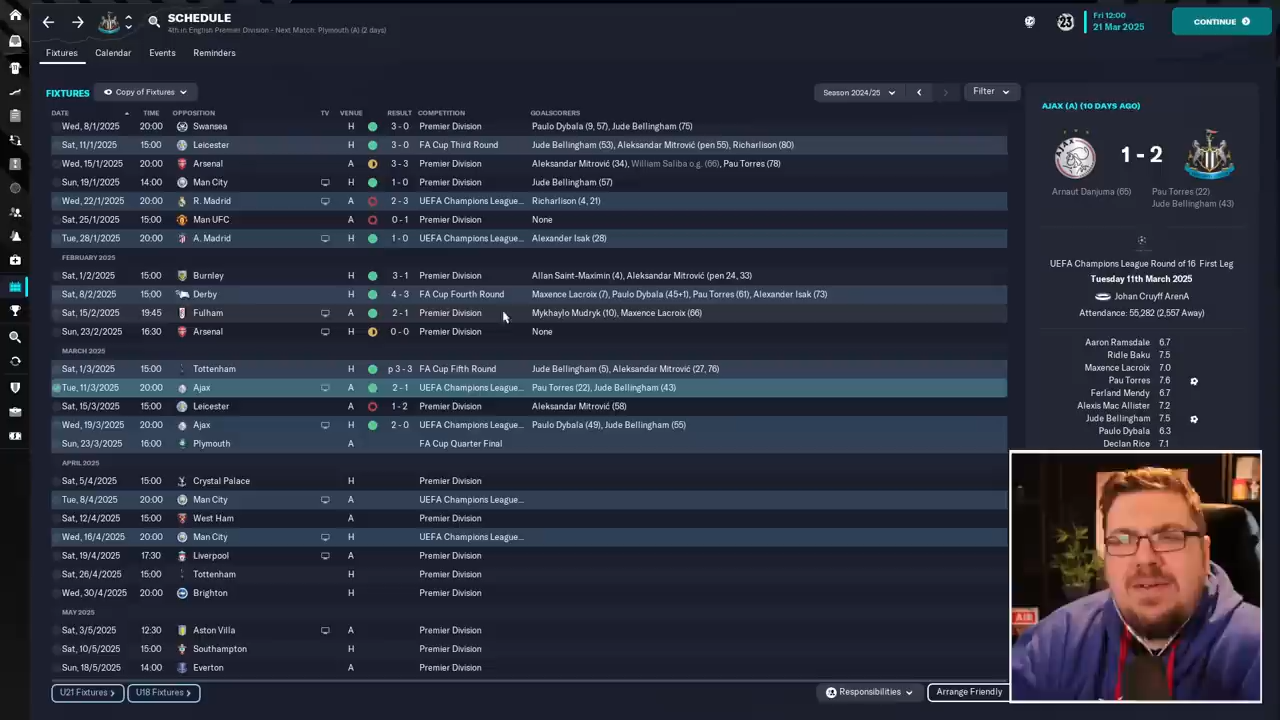 SCHEDULE
4th in English Premier Division - Next Match: Plymouth (A) (2 days)
23
Fri 12:00
21 Mar 2025
CONTINUE
Fixtures Calendar Events Reminders
FIXTURES Copy of Fixtures Season 2024/25 Filter
DATE TIME OPPOSITION TV VENUE RESULT COMPETITION GOALSCORERS
Wed, 8/1/2025 20:00 Swansea H 3 - 0 Premier Division Paulo Dybala (9, 57), Jude Bellingham (75)
Sat, 11/1/2025 15:00 Leicester H 3 - 0 FA Cup Third Round Jude Bellingham (53), Aleksandar Mitrović (pen 55), Richarlison (80)
Wed, 15/1/2025 20:00 Arsenal A 3 - 3 Premier Division Aleksandar Mitrović (34), William Saliba o.g. (66), Pau Torres (78)
Sun, 19/1/2025 14:00 Man City H 1 - 0 Premier Division Jude Bellingham (57)
Wed, 22/1/2025 20:00 R. Madrid A 2 - 3 UEFA Champions League... Richarlison (4, 21)
Sat, 25/1/2025 15:00 Man UFC A 0 - 1 Premier Division None
Tue, 28/1/2025 20:00 A. Madrid H 1 - 0 UEFA Champions League... Alexander Isak (28)
FEBRUARY 2025
Sat, 1/2/2025 15:00 Burnley H 3 - 1 Premier Division Allan Saint-Maximin (4), Aleksandar Mitrović (pen 24, 33)
Sat, 8/2/2025 15:00 Derby H 4 - 3 FA Cup Fourth Round Maxence Lacroix (7), Paulo Dybala (45+1), Pau Torres (61), Alexander Isak (73)
Sat, 15/2/2025 19:45 Fulham A 2 - 1 Premier Division Mykhaylo Mudryk (10), Maxence Lacroix (66)
Sun, 23/2/2025 16:30 Arsenal H 0 - 0 Premier Division None
MARCH 2025
Sat, 1/3/2025 15:00 Tottenham H p 3 - 3 FA Cup Fifth Round Jude Bellingham (5), Aleksandar Mitrović (27, 76)
Tue, 11/3/2025 20:00 Ajax A 2 - 1 UEFA Champions League... Pau Torres (22), Jude Bellingham (43)
Sat, 15/3/2025 15:00 Leicester A 1 - 2 Premier Division Aleksandar Mitrović (58)
Wed, 19/3/2025 20:00 Ajax H 2 - 0 UEFA Champions League... Paulo Dybala (49), Jude Bellingham (55)
Sun, 23/3/2025 16:00 Plymouth A FA Cup Quarter Final
APRIL 2025
Sat, 5/4/2025 15:00 Crystal Palace H Premier Division
Tue, 8/4/2025 20:00 Man City A UEFA Champions League...
Sat, 12/4/2025 15:00 West Ham A Premier Division
Wed, 16/4/2025 20:00 Man City H UEFA Champions League...
Sat, 19/4/2025 17:30 Liverpool A Premier Division
Sat, 26/4/2025 15:00 Tottenham H Premier Division
Wed, 30/4/2025 20:00 Brighton H Premier Division
MAY 2025
Sat, 3/5/2025 12:30 Aston Villa A Premier Division
Sat, 10/5/2025 15:00 Southampton H Premier Division
Sun, 18/5/2025 14:00 Everton A Premier Division
U21 Fixtures U18 Fixtures Responsibilities Arrange Friendly
AJAX (A) (10 DAYS AGO)
1 - 2
Arnaut Danjuma (65) Pau Torres (22)
Jude Bellingham (43)
UEFA Champions League Round of 16 First Leg
Tuesday 11th March 2025
Johan Cruyff ArenA
Attendance: 55,282 (2,557 Away)
Aaron Ramsdale 6.7
Ridle Baku 7.5
Maxence Lacroix 7.0
Pau Torres 7.6
Ferland Mendy 6.7
Alexis Mac Allister 7.2
Jude Bellingham 7.5
Paulo Dybala 6.3
Declan Rice 7.1
AIR